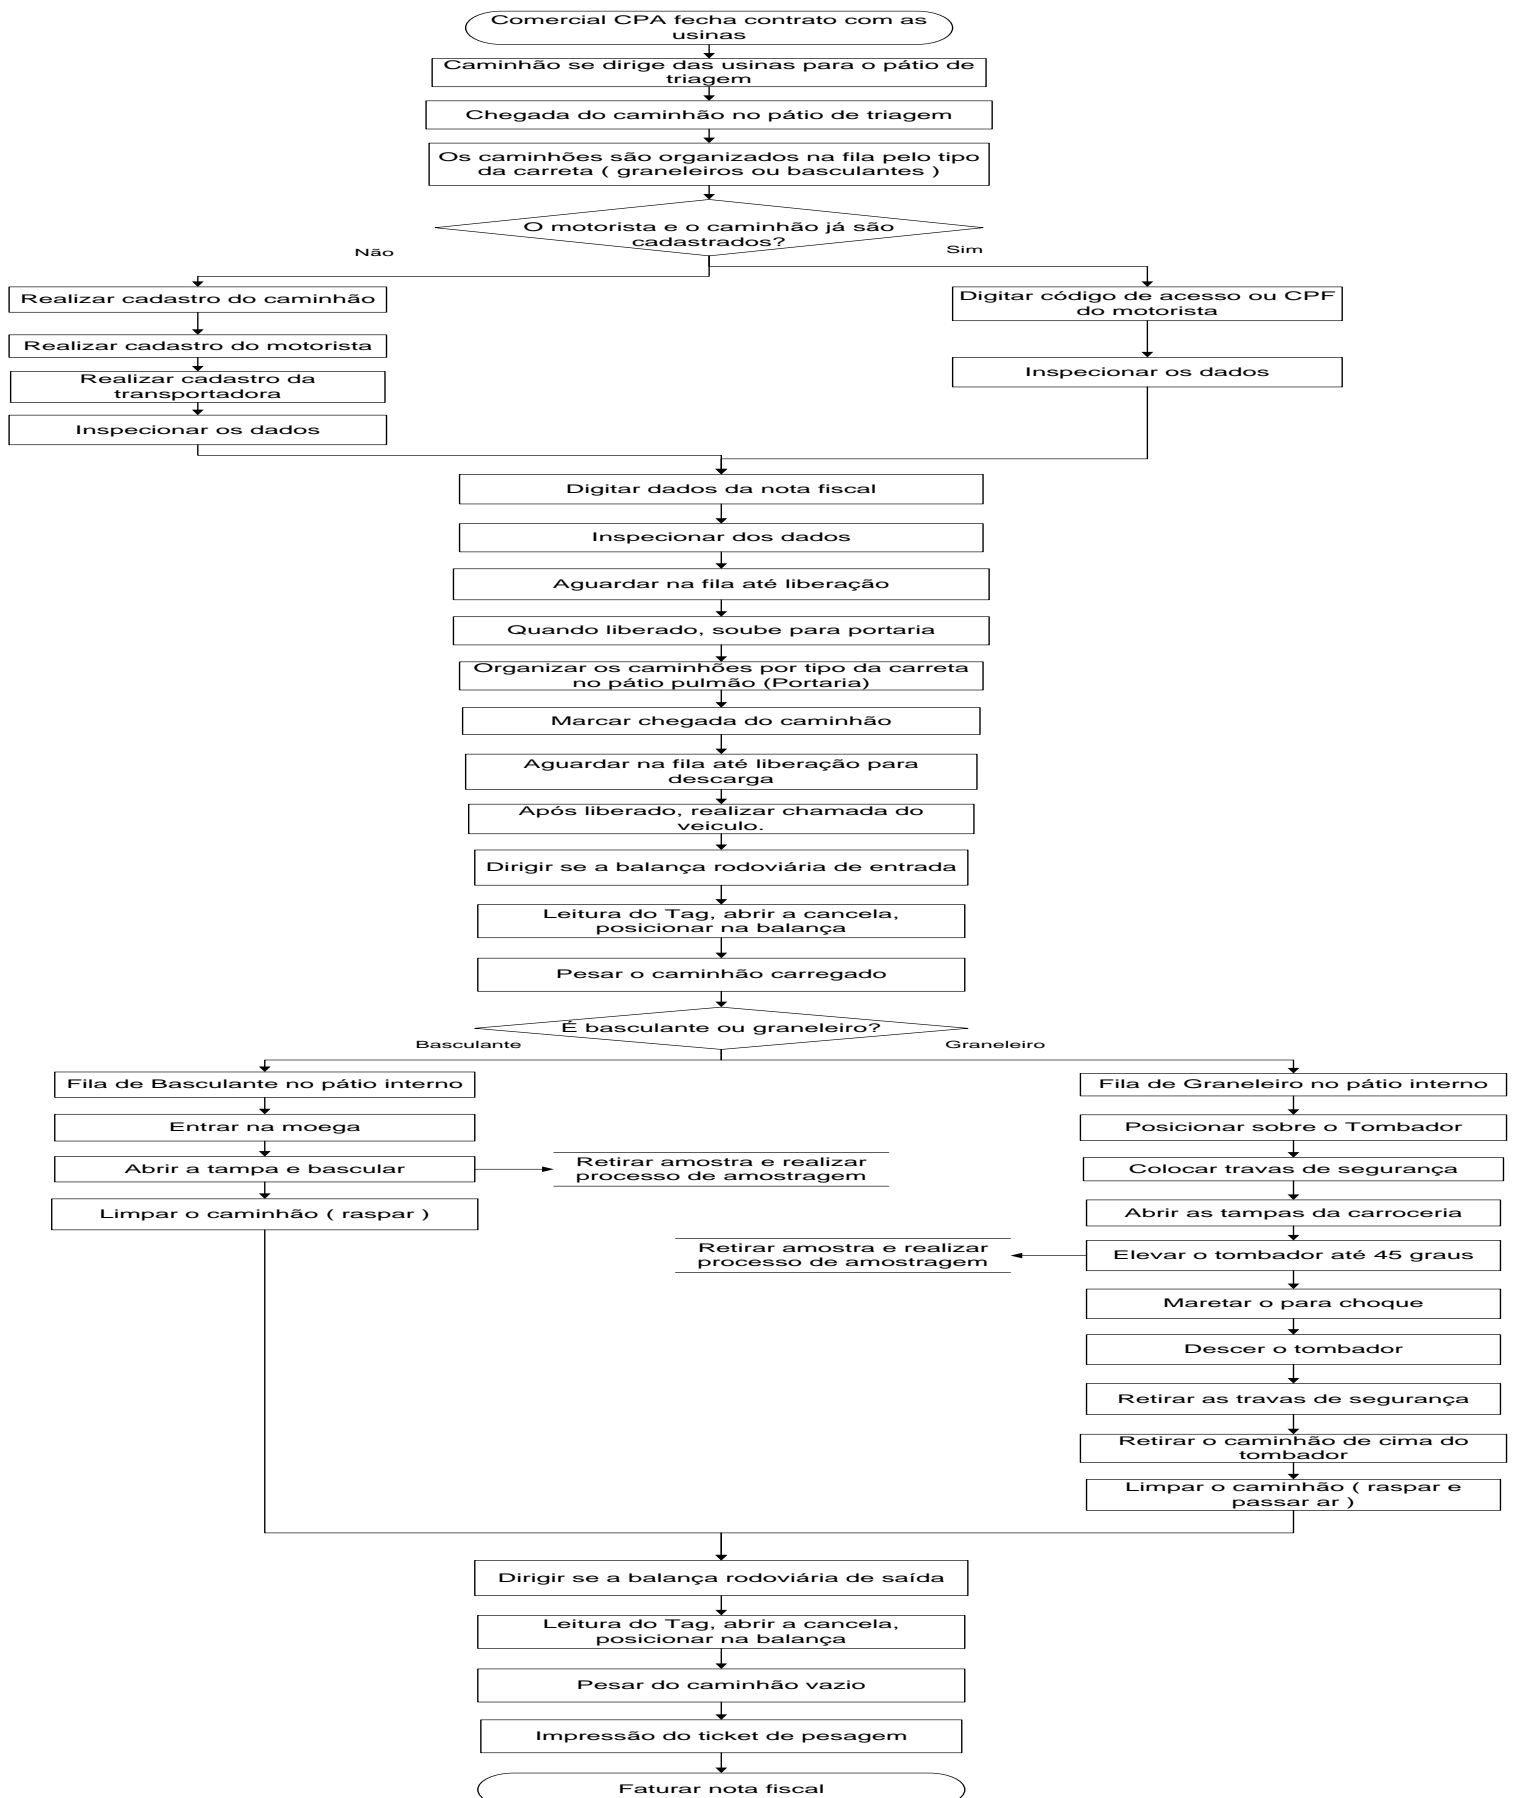 Comercial CPA fecha contrato com as
usinas
Caminhão se dirige das usinas para o pátio de
triagem
Chegada do caminhão no pátio de triagem
Os caminhões são organizados na fila pelo tipo
da carreta ( graneleiros ou basculantes )
O motorista e o caminhão já são
cadastrados?
Não
Sim
Realizar cadastro do caminhão
Realizar cadastro do motorista
Realizar cadastro da
transportadora
Inspecionar os dados
Digitar código de acesso ou CPF
do motorista
Inspecionar os dados
Digitar dados da nota fiscal
Inspecionar dos dados
Aguardar na fila até liberação
Quando liberado, soube para portaria
Organizar os caminhões por tipo da carreta
no pátio pulmão (Portaria)
Marcar chegada do caminhão
Aguardar na fila até liberação para
descarga
Após liberado, realizar chamada do
veiculo.
Dirigir se a balança rodoviária de entrada
Leitura do Tag, abrir a cancela,
posicionar na balança
Pesar o caminhão carregado
É basculante ou graneleiro?
Basculante
Graneleiro
Fila de Basculante no pátio interno
Entrar na moega
Abrir a tampa e bascular
Retirar amostra e realizar
processo de amostragem
Limpar o caminhão ( raspar )
Fila de Graneleiro no pátio interno
Posicionar sobre o Tombador
Colocar travas de segurança
Abrir as tampas da carroceria
Elevar o tombador até 45 graus
Retirar amostra e realizar
processo de amostragem
Maretar o para choque
Descer o tombador
Retirar as travas de segurança
Retirar o caminhão de cima do
tombador
Limpar o caminhão ( raspar e
passar ar )
Dirigir se a balança rodoviária de saída
Leitura do Tag, abrir a cancela,
posicionar na balança
Pesar do caminhão vazio
Impressão do ticket de pesagem
Faturar nota fiscal